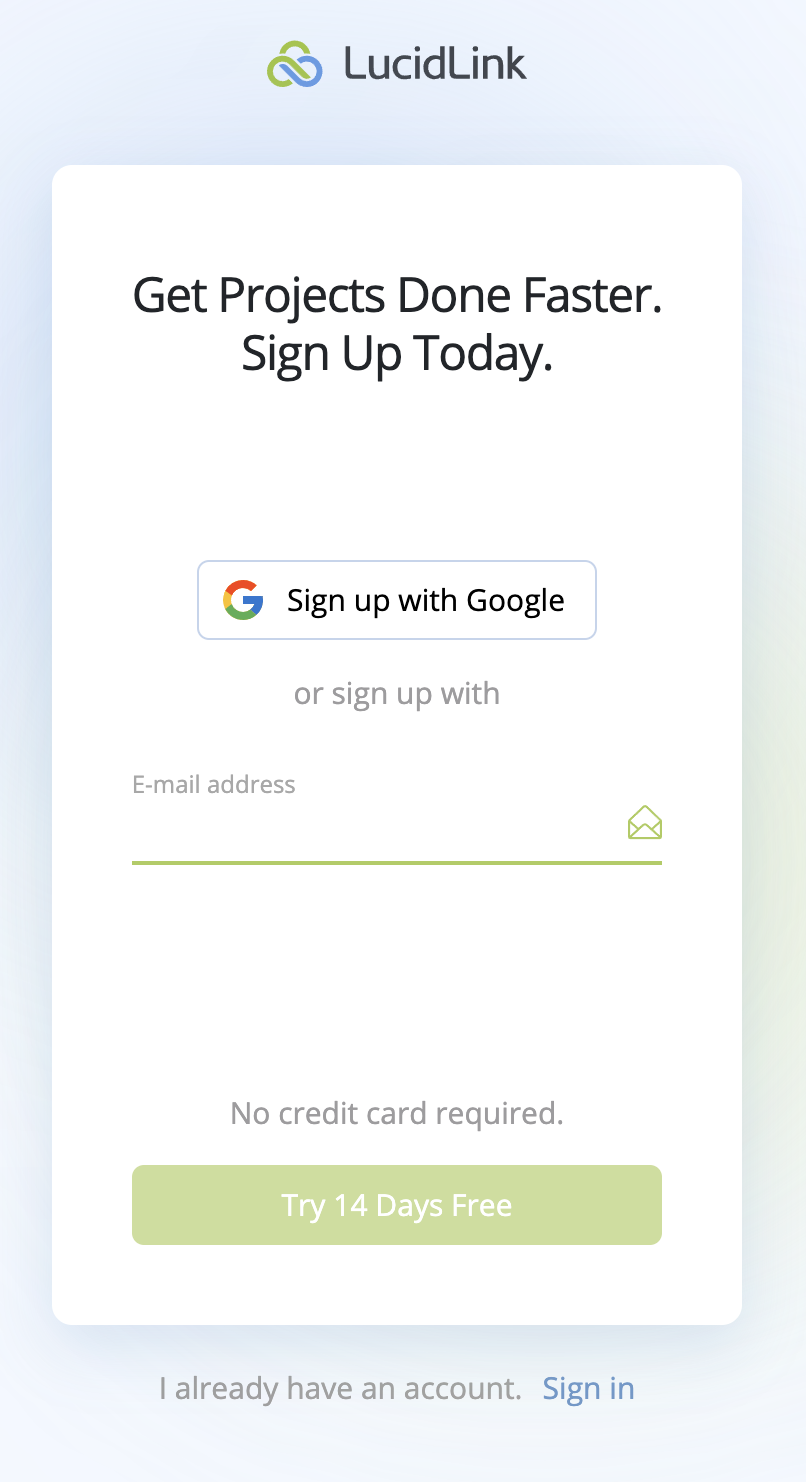 LucidLink
Get Projects Done Faster.
Sign Up Today.
Sign up with Google
or sign up with
E-mail address
No credit card required.
Try 14 Days Free
I already have an account. Sign in